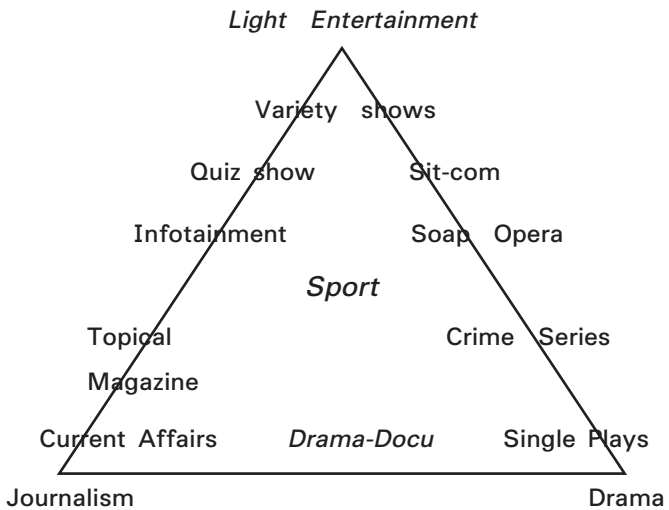 Light Entertainment
Variety shows
Quiz show Sit-com
Infotainment Soap Opera
Sport
Topical Crime Series
Magazine
Current Affairs Drama-Docu Single Plays
Journalism Drama